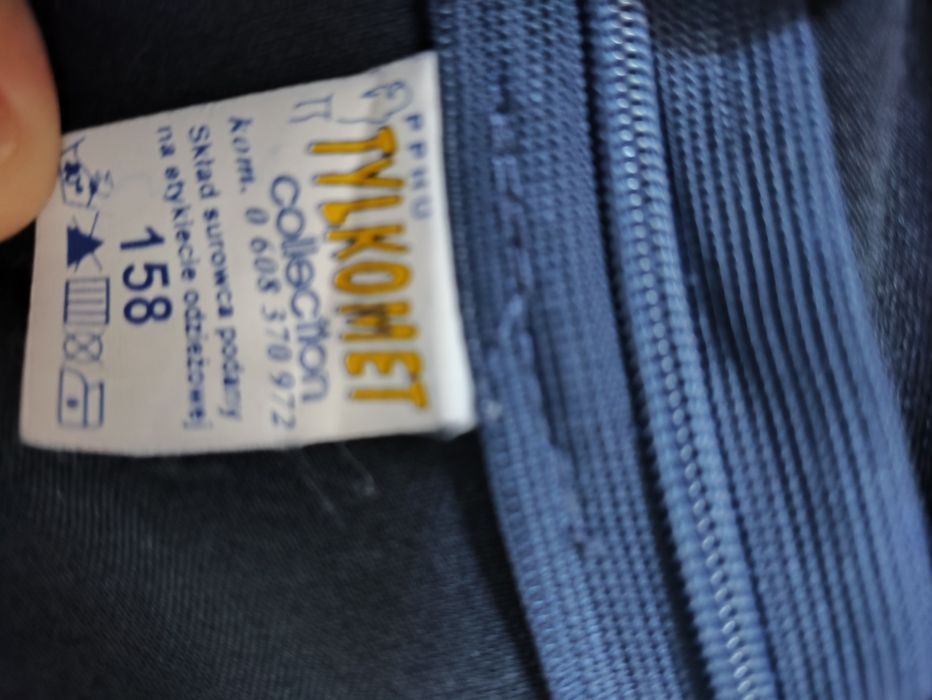 PPHU
TYLKOMET
collection
kom. 0 608 370 972
Skład surowca podany
na etykiecie odzieżowej
158